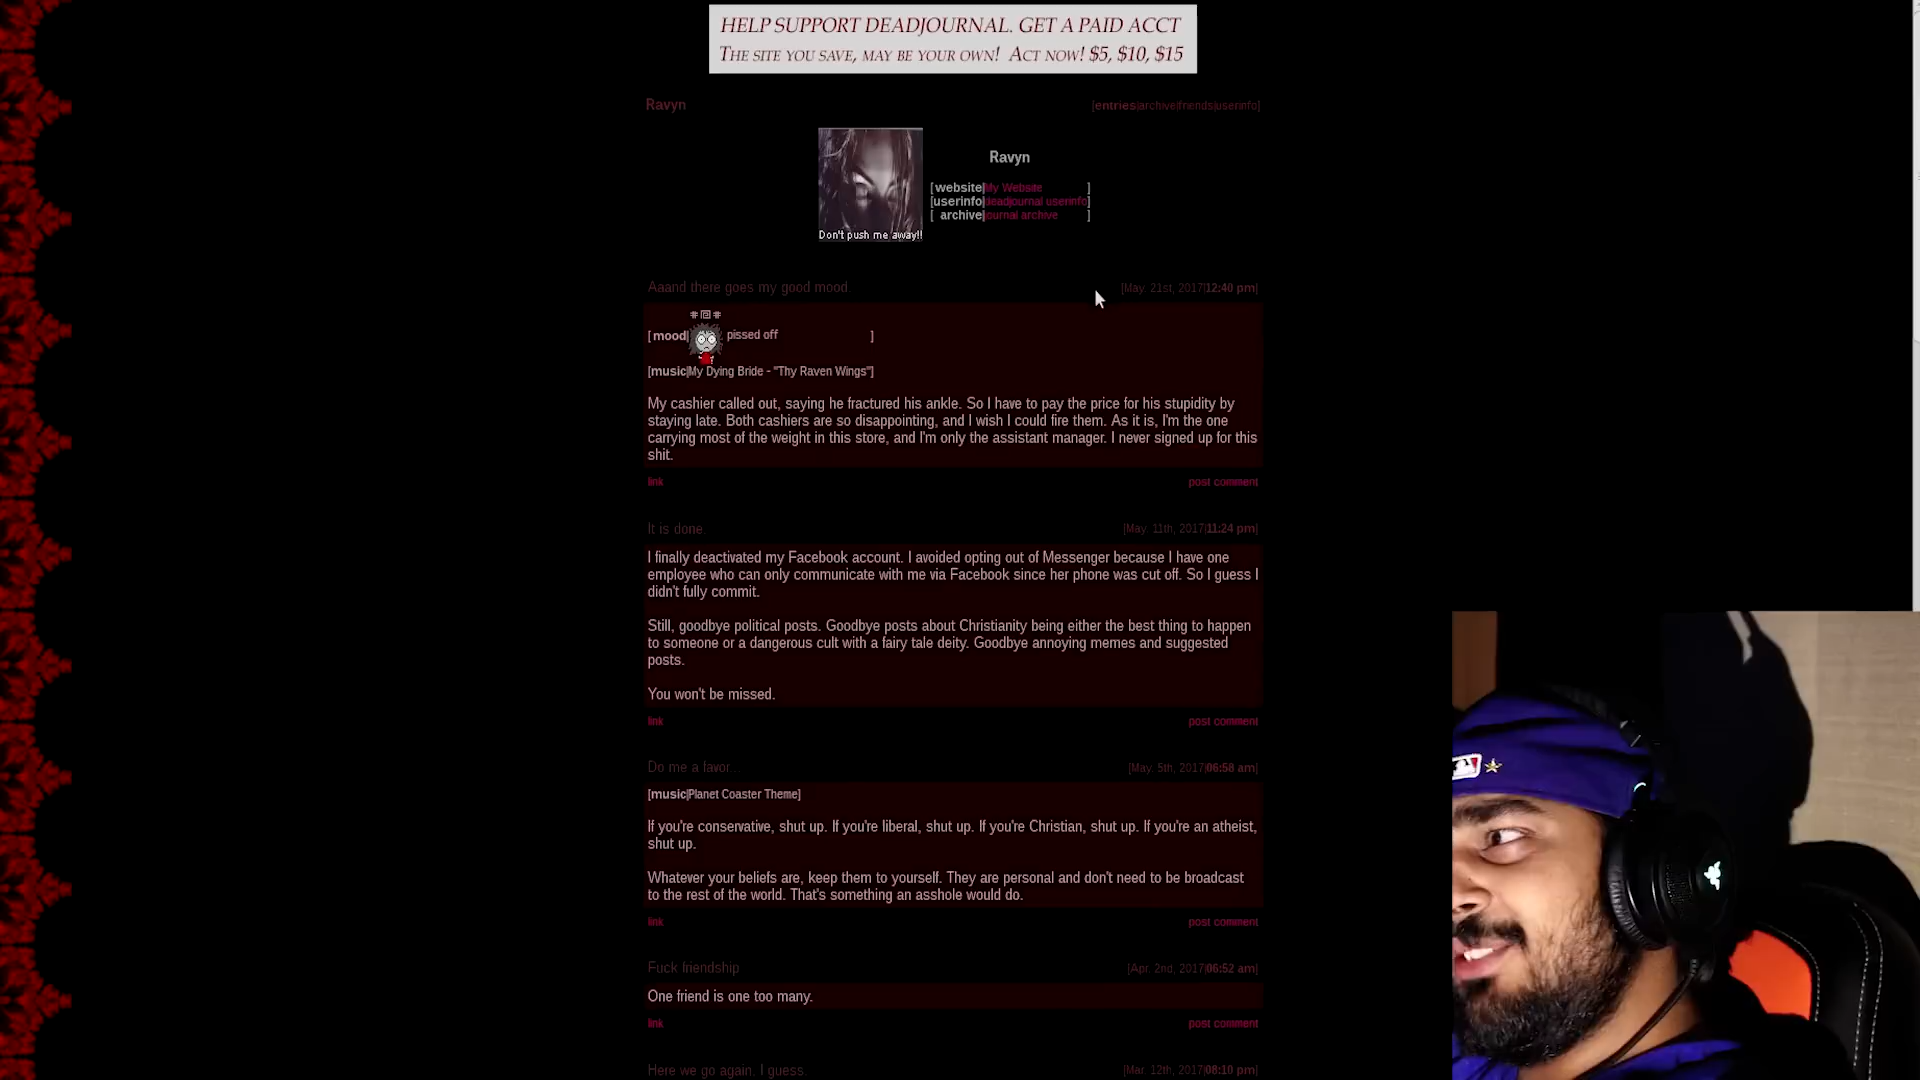 HELP SUPPORT DEADJOURNAL. GET A PAID ACCT
THE SITE YOU SAVE, MAY BE YOUR OWN! ACT NOW! $5, $10, $15
Ravyn
[entries|archive|friends|userinfo]
Ravyn
[website|My Website]
[userinfo|deadjournal userinfo]
[archive|journal archive]
Don't push me away!!
Aaand there goes my good mood.
[May. 21st, 2017|12:40 pm]
[mood|pissed off]
[music|My Dying Bride - "Thy Raven Wings"]
My cashier called out, saying he fractured his ankle. So I have to pay the price for his stupidity by
staying late. Both cashiers are so disappointing, and I wish I could fire them. As it is, I'm the one
carrying most of the weight in this store, and I'm only the assistant manager. I never signed up for this
shit.
link
post comment
It is done.
[May. 11th, 2017|11:24 pm]
I finally deactivated my Facebook account. I avoided opting out of Messenger because I have one
employee who can only communicate with me via Facebook since her phone was cut off. So I guess I
didn't fully commit.
Still, goodbye political posts. Goodbye posts about Christianity being either the best thing to happen
to someone or a dangerous cult with a fairy tale deity. Goodbye annoying memes and suggested
posts.
You won't be missed.
link
post comment
Do me a favor...
[May. 5th, 2017|06:58 am]
[music|Planet Coaster Theme]
If you're conservative, shut up. If you're liberal, shut up. If you're Christian, shut up. If you're an atheist,
shut up.
Whatever your beliefs are, keep them to yourself. They are personal and don't need to be broadcast
to the rest of the world. That's something an asshole would do.
link
post comment
Fuck friendship
[Apr. 2nd, 2017|06:52 am]
One friend is one too many.
link
post comment
Here we go again, I guess.
[Mar. 12th, 2017|08:10 pm]